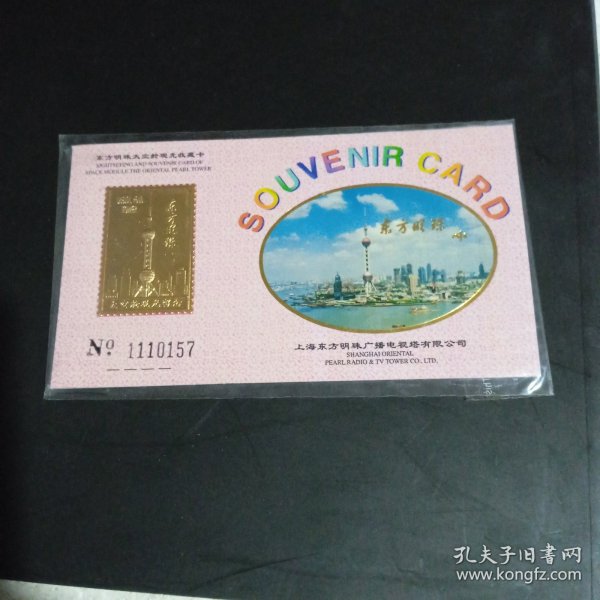 东方明珠太空舱观光收藏卡
SIGHTSEEING AND SOUVENIR CARD OF
SPACE MODULE THE ORIENTAL PEARL TOWER
东方明珠
№ 1110157
SOUVENIR CARD
东方明珠
上海东方明珠广播电视塔有限公司
SHANGHAI ORIENTAL
PEARL RADIO & TV TOWER CO., LTD.
孔夫子旧书网
www.kongfz.com